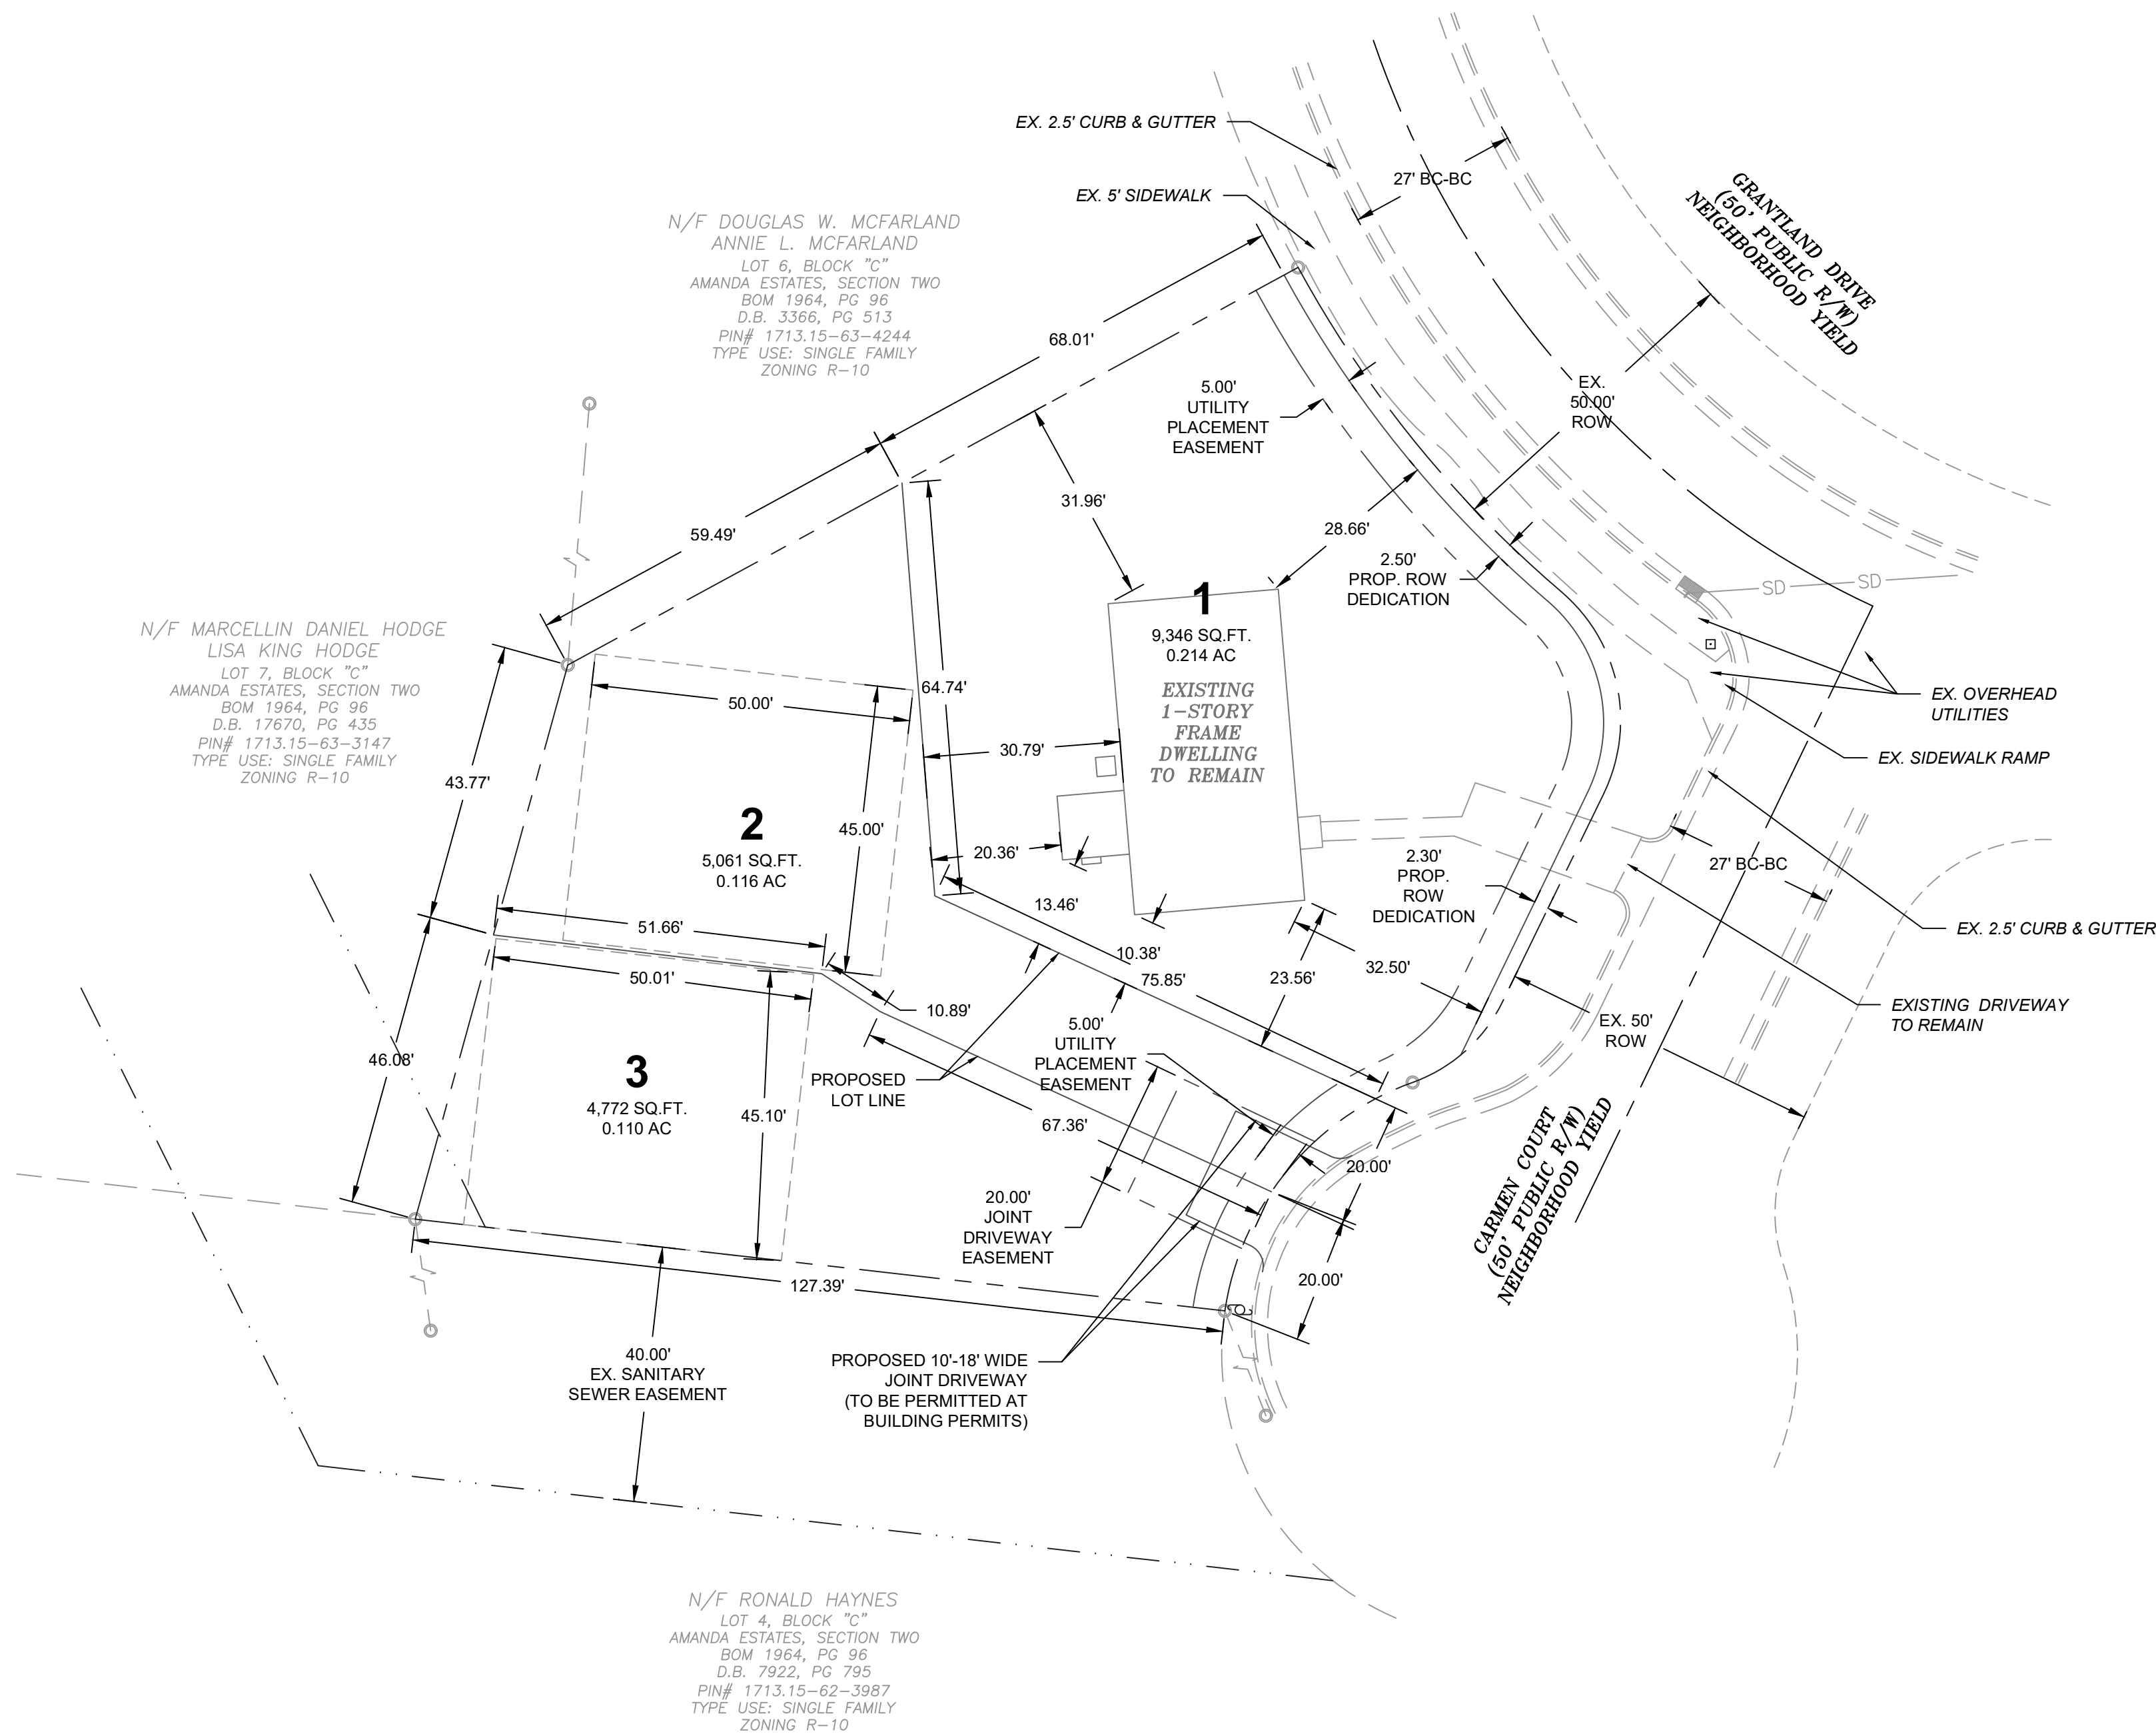 EX. 2.5' CURB & GUTTER
27' BC-BC
EX. 5' SIDEWALK
GRANTLAND DRIVE
(50' PUBLIC R/W)
NEIGHBORHOOD YIELD
N/F DOUGLAS W. MCFARLAND
ANNIE L. MCFARLAND
LOT 6, BLOCK "C"
AMANDA ESTATES, SECTION TWO
BOM 1964, PG 96
D.B. 3366, PG 513
PIN# 1713.15-63-4244
TYPE USE: SINGLE FAMILY
ZONING R-10
68.01'
5.00'
UTILITY
PLACEMENT
EASEMENT
EX.
50.00'
ROW
31.96'
28.66'
59.49'
2.50'
PROP. ROW
DEDICATION
SD
SD
N/F MARCELLIN DANIEL HODGE
LISA KING HODGE
LOT 7, BLOCK "C"
AMANDA ESTATES, SECTION TWO
BOM 1964, PG 96
D.B. 17670, PG 435
PIN# 1713.15-63-3147
TYPE USE: SINGLE FAMILY
ZONING R-10
1
9,346 SQ.FT.
0.214 AC
EXISTING
1-STORY
FRAME
DWELLING
TO REMAIN
64.74'
50.00'
30.79'
EX. OVERHEAD
UTILITIES
EX. SIDEWALK RAMP
43.77'
2
5,061 SQ.FT.
0.116 AC
45.00'
20.36'
2.30'
PROP.
ROW
DEDICATION
27' BC-BC
13.46'
51.66'
EX. 2.5' CURB & GUTTER
10.38'
75.85'
23.56'
32.50'
50.01'
10.89'
EXISTING DRIVEWAY
TO REMAIN
EX. 50'
ROW
5.00'
UTILITY
PLACEMENT
EASEMENT
46.08'
3
4,772 SQ.FT.
0.110 AC
45.10'
PROPOSED
LOT LINE
67.36'
20.00'
CARMEN COURT
(50' PUBLIC R/W)
NEIGHBORHOOD YIELD
20.00'
JOINT
DRIVEWAY
EASEMENT
127.39'
20.00'
40.00'
EX. SANITARY
SEWER EASEMENT
PROPOSED 10'-18' WIDE
JOINT DRIVEWAY
(TO BE PERMITTED AT
BUILDING PERMITS)
N/F RONALD HAYNES
LOT 4, BLOCK "C"
AMANDA ESTATES, SECTION TWO
BOM 1964, PG 96
D.B. 7922, PG 795
PIN# 1713.15-62-3987
TYPE USE: SINGLE FAMILY
ZONING R-10